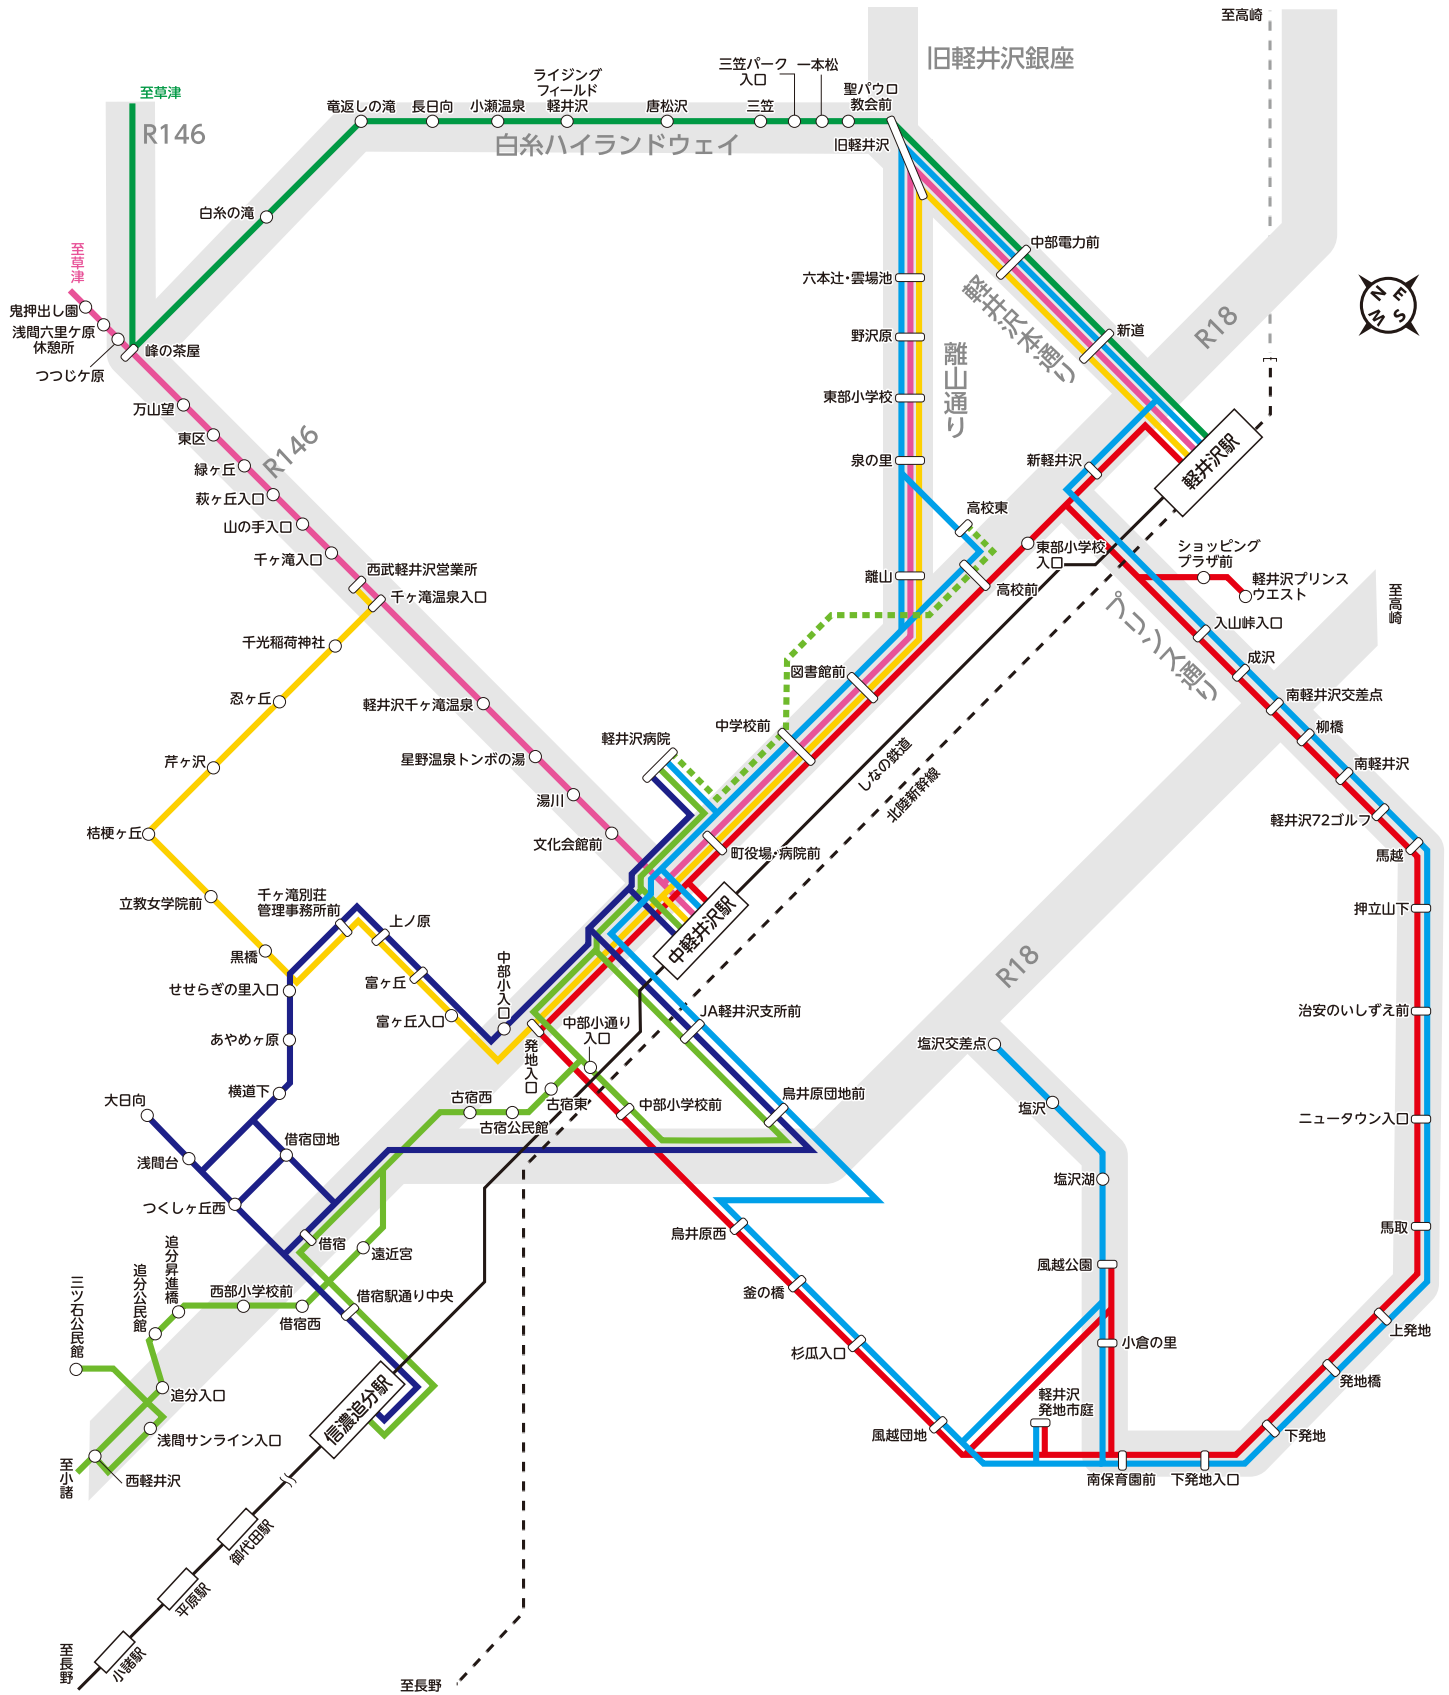 至高崎
旧軽井沢銀座
至草津
R146
ライジング
フィールド
軽井沢
三笠パーク
入口
一本松
聖パウロ
教会前
竜返しの滝
長日向
小瀬温泉
唐松沢
三笠
旧軽井沢
白糸ハイランドウェイ
白糸の滝
至草津
中部電力前
六本辻・雲場池
鬼押出し園
浅間六里ケ原
休憩所
つつじケ原
峰の茶屋
軽井沢本通り
新道
R18
N
E
S
W
野沢原
離山通り
東部小学校
万山望
東区
R146
緑ヶ丘
萩ヶ丘入口
山の手入口
千ヶ滝入口
泉の里
新軽井沢
軽井沢駅
高校東
西武軽井沢営業所
千ヶ滝温泉入口
離山
高校前
東部小学校
入口
ショッピング
プラザ前
軽井沢プリンス
ウエスト
至高崎
プリンス通り
入山峠入口
成沢
千光稲荷神社
忍ヶ丘
芹ヶ沢
桔梗ヶ丘
図書館前
軽井沢千ヶ滝温泉
中学校前
軽井沢病院
星野温泉トンボの湯
湯川
文化会館前
しなの鉄道
北陸新幹線
南軽井沢交差点
柳橋
南軽井沢
軽井沢72ゴルフ
馬越
町役場・病院前
立教女学院前
千ヶ滝別荘
管理事務所前
上ノ原
黒橋
せせらぎの里入口
富ヶ丘
富ヶ丘入口
中部小入口
中軽井沢駅
押立山下
R18
治安のいしずえ前
JA軽井沢支所前
中部小通り
入口
発地入口
あやめヶ原
横道下
大日向
古宿西
古宿東
古宿公民館
中部小学校前
鳥井原団地前
塩沢交差点
塩沢
ニュータウン入口
借宿団地
浅間台
つくしヶ丘西
塩沢湖
馬取
借宿
遠近宮
鳥井原西
風越公園
追分昇進橋
追分公民館
三ツ石公民館
西部小学校前
借宿西
借宿駅通り中央
釜の橋
杉瓜入口
小倉の里
上発地
発地橋
追分入口
浅間サンライン入口
西軽井沢
至小諸
信濃追分駅
風越団地
軽井沢
発地市庭
下発地
南保育園前
下発地入口
御代田駅
平原駅
小諸駅
至長野
至長野